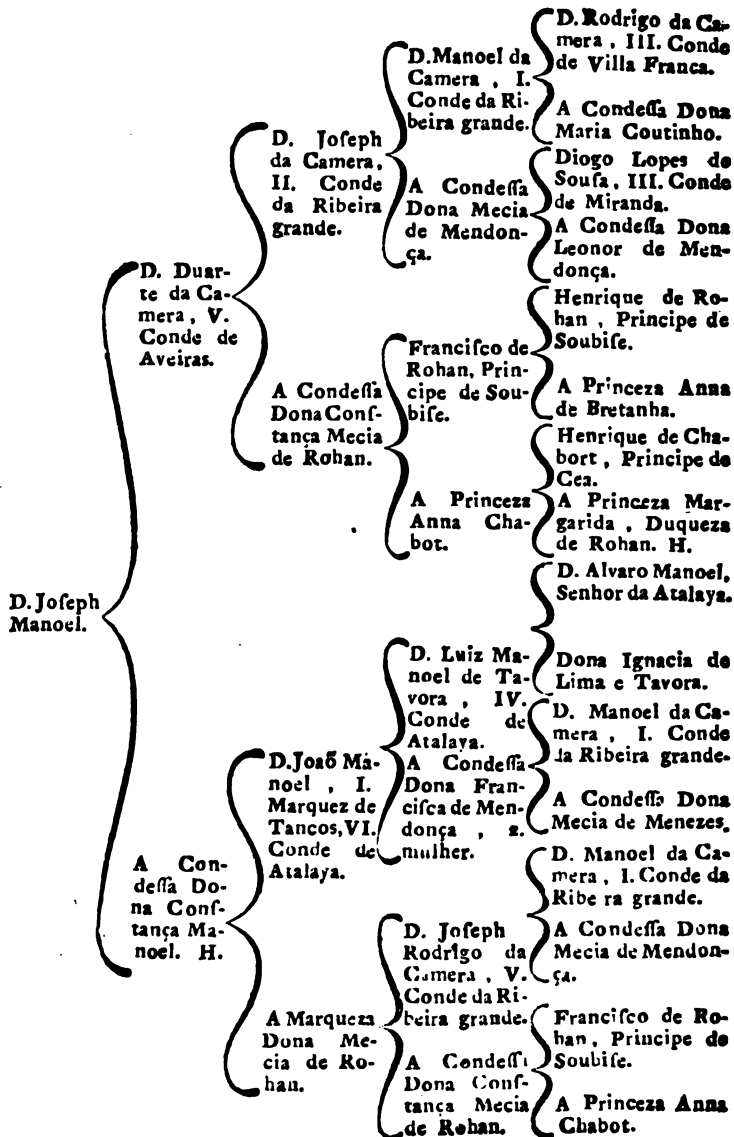 D. Joſeph
Manoel.
D. Duar-
te da Ca-
mera, V.
Conde de
Aveiras.
A Con-
deſſa Do-
na Conſ-
tança Ma-
noel. H.
D. Joſeph
da Camera,
II. Conde
da Ribeira
grande.
A Condeſſa
Dona Conſ-
tança Mecia
de Rohan.
D. Joaõ Ma-
noel, I.
Marquez de
Tancos, VI.
Conde de
Atalaya.
A Marqueza
Dona Me-
cia de Ro-
han.
D. Manoel da
Camera, I.
Conde da Ri-
beira grande.
A Condeſſa
Dona Mecia
de Mendon-
ça.
Franciſco de
Rohan, Prin-
cipe de Sou-
biſe.
A Princeza
Anna Cha-
bot.
D. Luiz Ma-
noel de Ta-
vora, IV.
Conde de
Atalaya.
A Condeſſa
Dona Fran-
ciſca de Men-
donça, 2.
mulher.
D. Joſeph
Rodrigo da
Camera, V.
Conde da Ri-
beira grande.
A Condeſſa
Dona Conſ-
tança Mecia
de Rohan.
D. Rodrigo da Ca-
mera, III. Conde
de Villa Franca.
A Condeſſa Dona
Maria Coutinho.
Diogo Lopes de
Souſa, III. Conde
de Miranda.
A Condeſſa Dona
Leonor de Men-
donça.
Henrique de Ro-
han, Principe de
Soubiſe.
A Princeza Anna
de Bretanha.
Henrique de Cha-
bort, Principe de
Cea.
A Princeza Mar-
garida, Duqueza
de Rohan. H.
D. Alvaro Manoel,
Senhor da Atalaya.
Dona Ignacia de
Lima e Tavora.
D. Manoel da Ca-
mera, I. Conde
da Ribeira grande.
A Condeſſa Dona
Mecia de Menezes.
D. Manoel da Ca-
mera, I. Conde da
Ribe ra grande.
A Condeſſa Dona
Mecia de Mendon-
ça.
Franciſco de Ro-
han, Principe de
Soubiſe.
A Princeza Anna
Chabot.